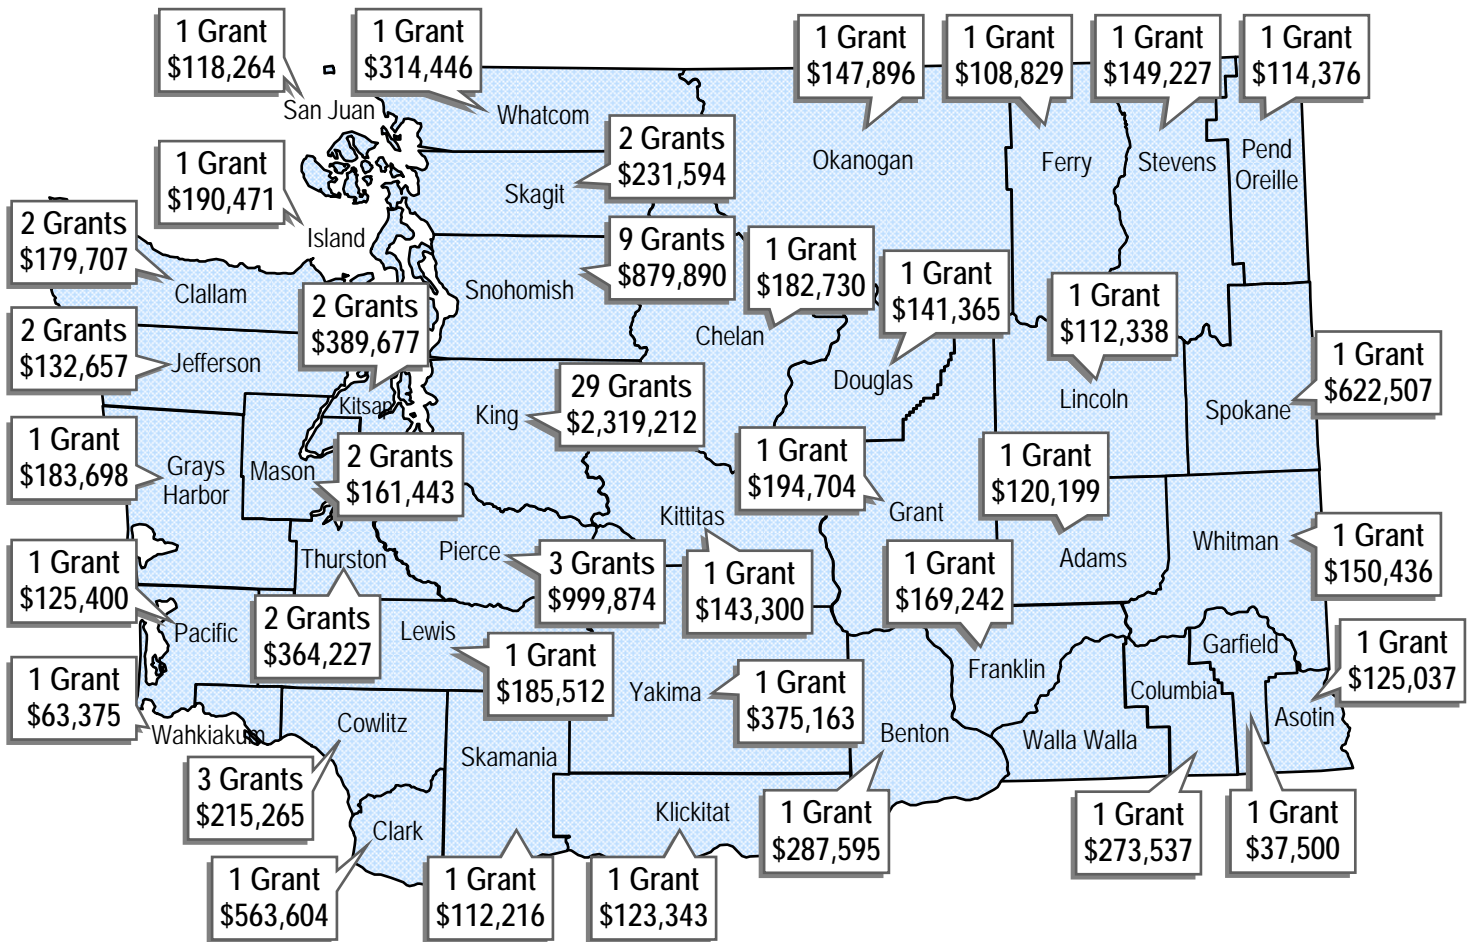 1 Grant
$118,264
San Juan
1 Grant
$314,446
Whatcom
1 Grant
$147,896
Okanogan
1 Grant
$108,829
Ferry
1 Grant
$149,227
Stevens
1 Grant
$114,376
Pend
Oreille
1 Grant
$190,471
Island
2 Grants
$231,594
Skagit
2 Grants
$179,707
Clallam
9 Grants
$879,890
Snohomish
1 Grant
$182,730
Chelan
1 Grant
$141,365
Douglas
1 Grant
$112,338
Lincoln
2 Grants
$389,677
Kitsap
2 Grants
$132,657
Jefferson
29 Grants
$2,319,212
King
1 Grant
$622,507
Spokane
1 Grant
$183,698
Grays
Harbor
2 Grants
$161,443
Mason
1 Grant
$194,704
Grant
1 Grant
$120,199
Adams
Kittitas
1 Grant
$143,300
1 Grant
$150,436
Whitman
Thurston
2 Grants
$364,227
Pierce
3 Grants
$999,874
1 Grant
$169,242
Franklin
1 Grant
$125,400
Pacific
Lewis
1 Grant
$185,512
Yakima
1 Grant
$375,163
Garfield
1 Grant
$37,500
Columbia
1 Grant
$125,037
Asotin
1 Grant
$63,375
Wahkiakum
Cowlitz
3 Grants
$215,265
Skamania
1 Grant
$112,216
Benton
1 Grant
$287,595
Walla Walla
1 Grant
$273,537
Klickitat
1 Grant
$123,343
Clark
1 Grant
$563,604